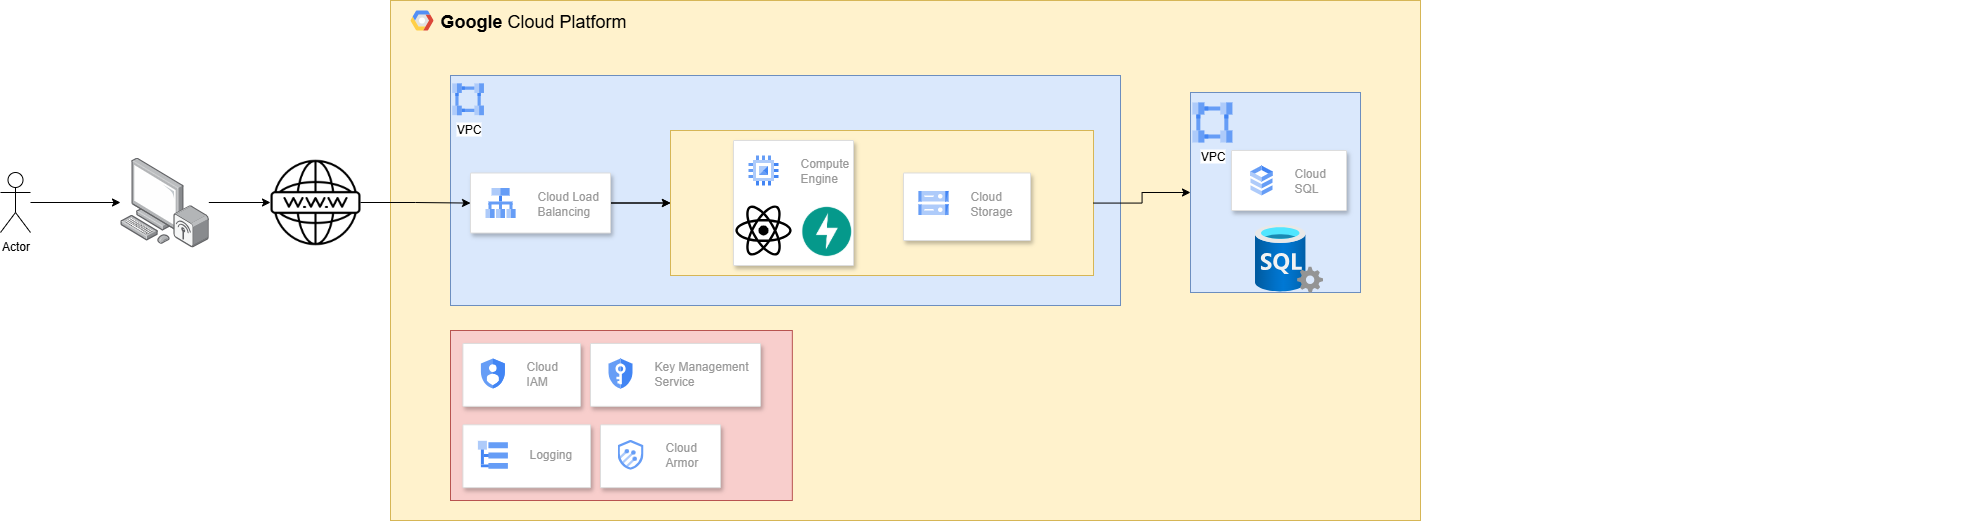 Google Cloud Platform
VPC
VPC
Compute
Engine
Cloud
SQL
Cloud Load
Balancing
Cloud
Storage
W.W.W
Actor
SQL
Cloud
IAM
Key Management
Service
Logging
Cloud
Armor